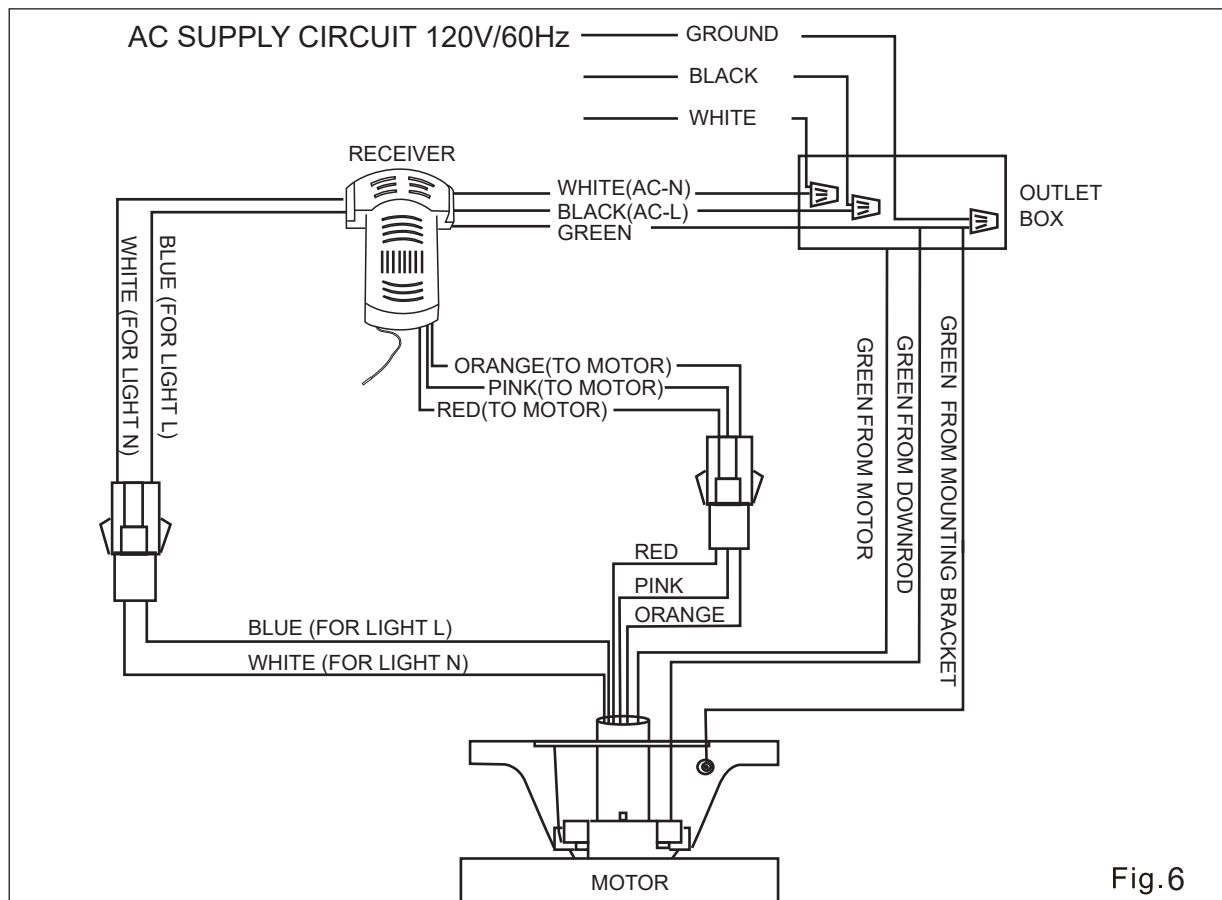 AC SUPPLY CIRCUIT 120V/60Hz
GROUND
BLACK
WHITE
RECEIVER
WHITE(AC-N)
BLACK(AC-L)
GREEN
OUTLET
BOX
WHITE (FOR LIGHT N)
BLUE (FOR LIGHT L)
ORANGE(TO MOTOR)
PINK(TO MOTOR)
RED(TO MOTOR)
GREEN FROM MOTOR
GREEN FROM DOWNROD
GREEN FROM MOUNTING BRACKET
RED
PINK
ORANGE
BLUE (FOR LIGHT L)
WHITE (FOR LIGHT N)
MOTOR
Fig.6